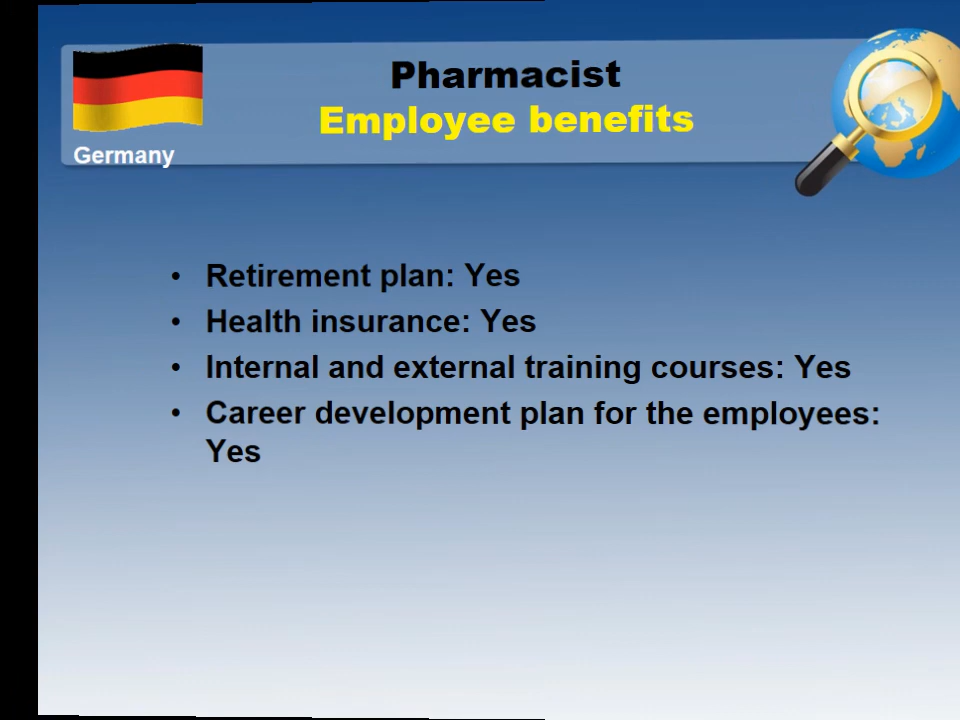 Pharmacist
Employee benefits
Germany
• Retirement plan: Yes
• Health insurance: Yes
• Internal and external training courses: Yes
• Career development plan for the employees:
Yes